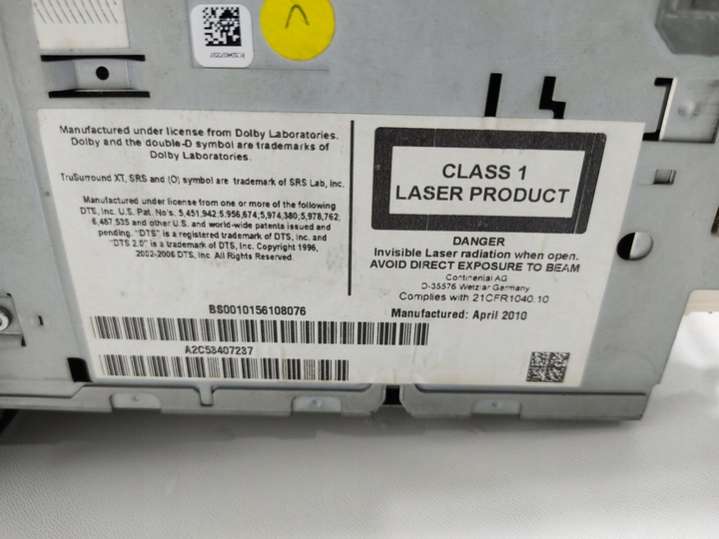 Manufactured under license from Dolby Laboratories.
Dolby and the double-D symbol are trademarks of
Dolby Laboratories.
TruSurround XT, SRS and (O) symbol are trademark of SRS Lab, Inc.
Manufactured under license from one or more of the following
DTS, Inc. U.S. Pat. No's. 5,451,942;5,956,674;5,974,380;5,978,762;
6,487,535 and other U.S. and world-wide patents issued and
pending. "DTS" is a registered trademark of DTS, Inc. and
"DTS 2.0" is a trademark of DTS, Inc. Copyright 1996,
2002-2006 DTS, Inc. All Rights Reserved.
BS0010156108076
A2C53407237
CLASS 1
LASER PRODUCT
DANGER
Invisible Laser radiation when open.
AVOID DIRECT EXPOSURE TO BEAM
Continental AG
D-35576 Wetzlar Germany
Complies with 21CFR1040.10
Manufactured: April 2010